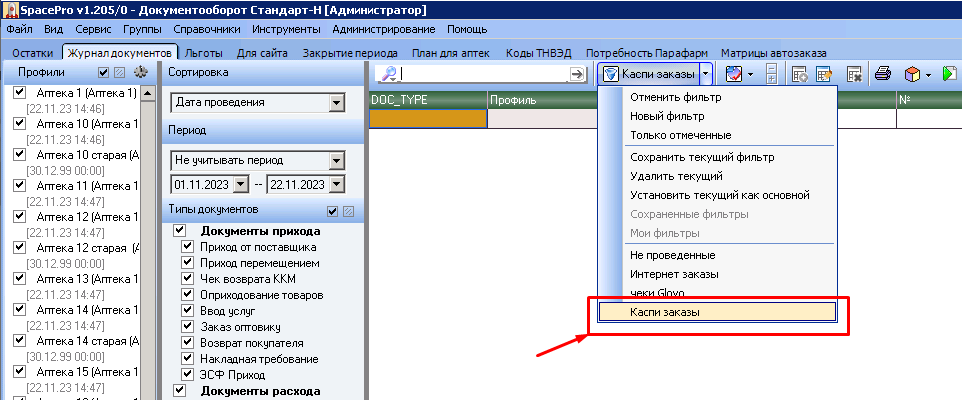 SpacePro v1.205/0 - Документооборот Стандарт-Н [Администратор]
Файл Вид Сервис Группы Справочники Инструменты Администрирование Помощь
Остатки Журнал документов Льготы Для сайта Закрытие периода План для аптек Коды ТНВЭД Потребность Парафарм Матрицы автозаказа
Профили
Аптека 1 (Аптека 1)
[22.11.23 14:46]
Аптека 10 (Аптека 1
[22.11.23 14:46]
Аптека 10 старая (А
[30.12.99 00:00]
Аптека 11 (Аптека 1
[22.11.23 14:47]
Аптека 12 (Аптека 1
[22.11.23 14:47]
Аптека 12 старая (А
[30.12.99 00:00]
Аптека 13 (Аптека 1
[22.11.23 14:47]
Аптека 14 (Аптека 1
[22.11.23 14:47]
Аптека 14 старая (А
[30.12.99 00:00]
Аптека 15 (Аптека 1
[22.11.23 14:47]
Сортировка
Дата проведения
Период
Не учитывать период
01.11.2023 -- 22.11.2023
Типы документов
Документы прихода
Приход от поставщика
Приход перемещением
Чек возврата ККМ
Оприходование товаров
Ввод услуг
Заказ оптовику
Возврат покупателя
Накладная требование
ЭСФ Приход
Документы расхода
Каспи заказы
DOC_TYPE Профиль №
Отменить фильтр
Новый фильтр
Только отмеченные
Сохранить текущий фильтр
Удалить текущий
Установить текущий как основной
Сохраненные фильтры
Мои фильтры
Не проведенные
Интернет заказы
чеки Glovo
Каспи заказы